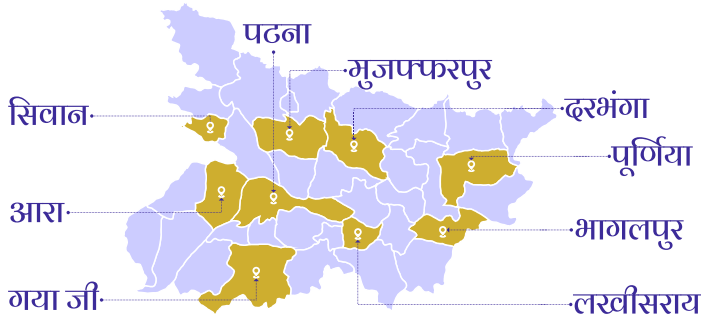 पटना
मुजफ्फरपुर
सिवान
दरभंगा
पूर्णिया
आरा
भागलपुर
गया जी
लखीसराय